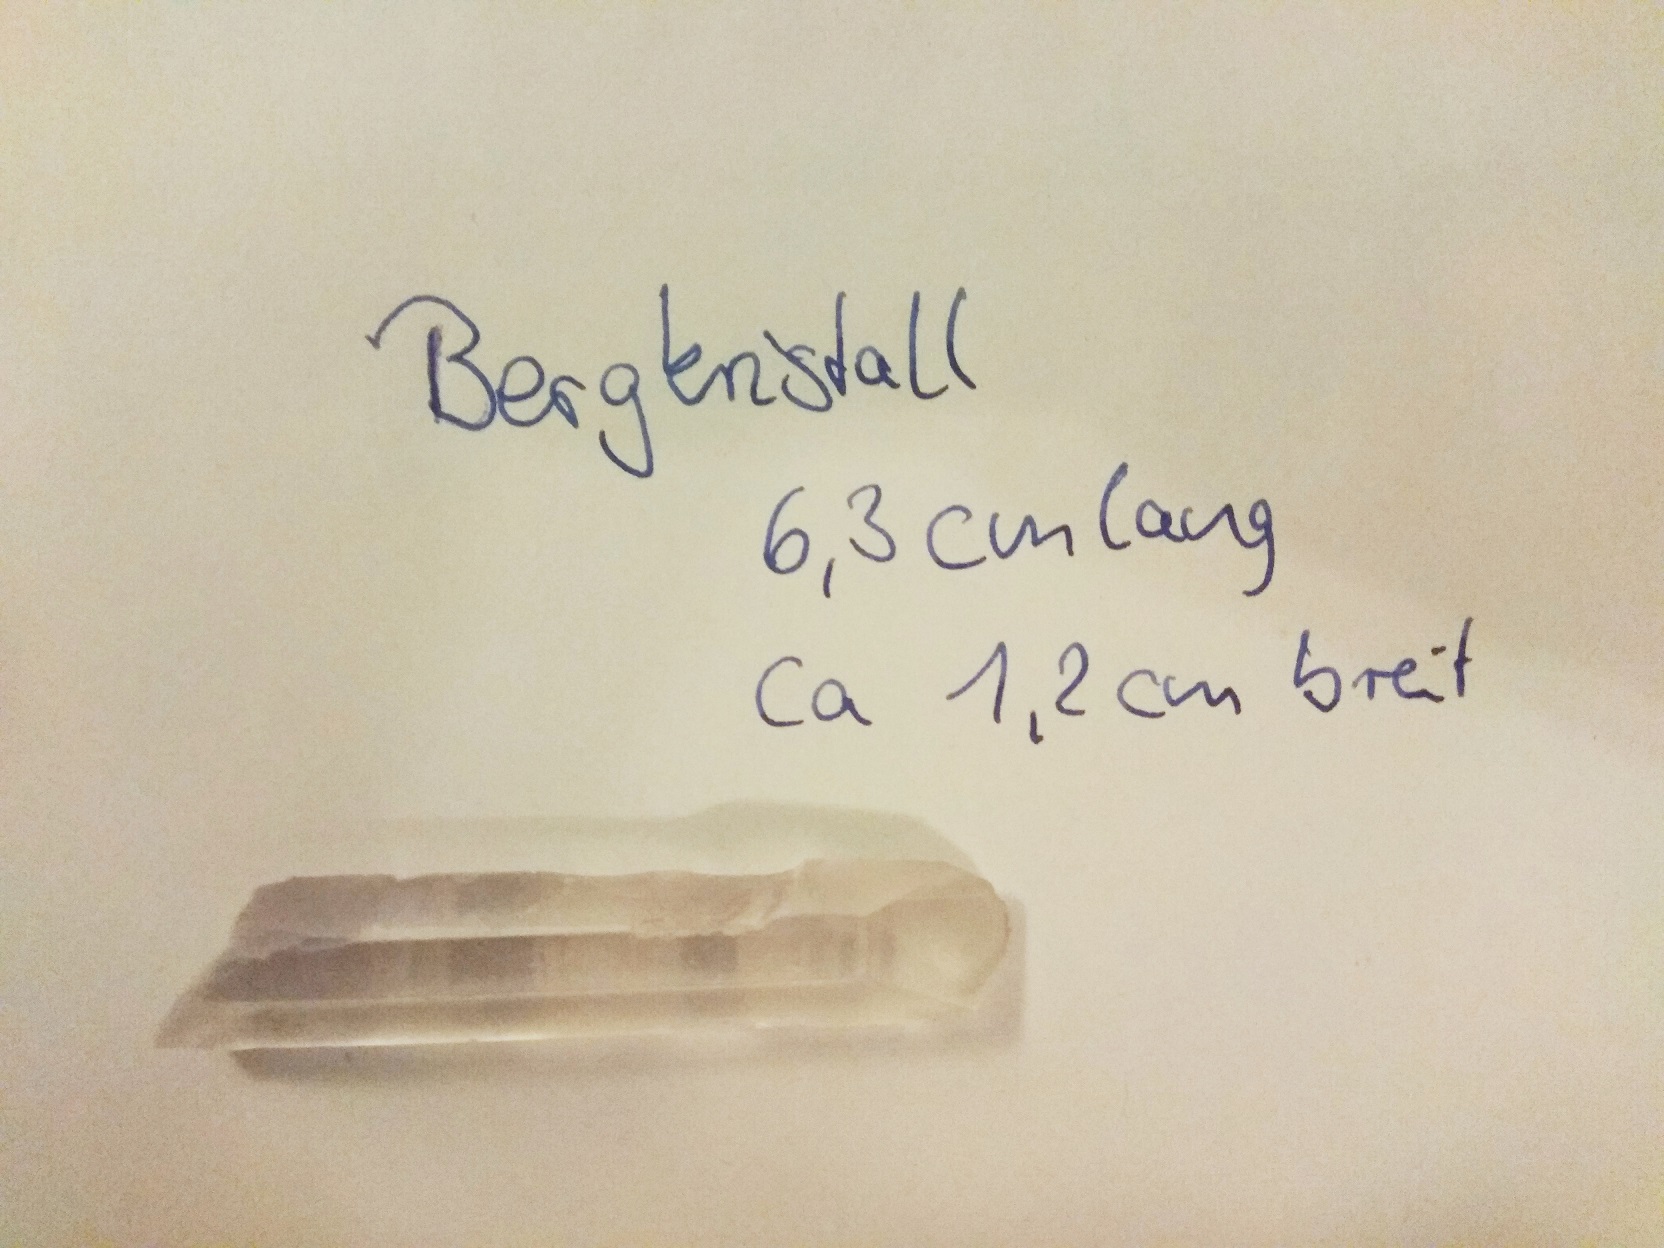 Bergkristall
6,3 cm lang
ca 1,2 cm breit